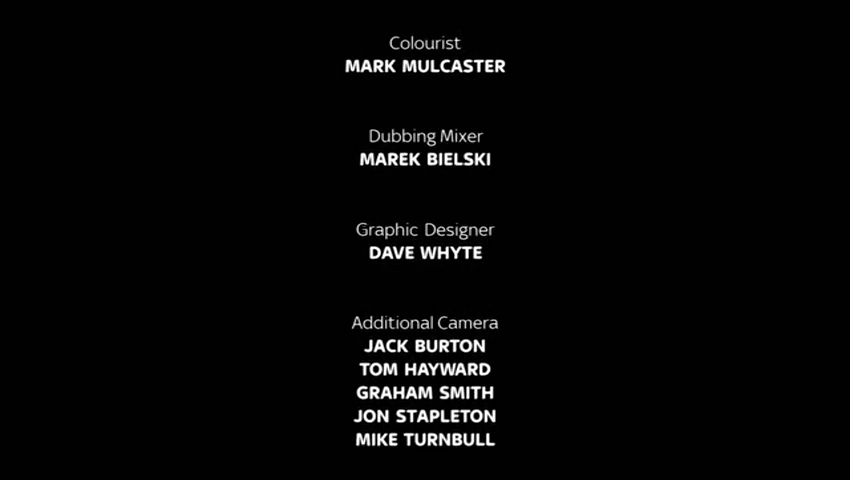 Colourist
MARK MULCASTER
Dubbing Mixer
MAREK BIELSKI
Graphic Designer
DAVE WHYTE
Additional Camera
JACK BURTON
TOM HAYWARD
GRAHAM SMITH
JON STAPLETON
MIKE TURNBULL